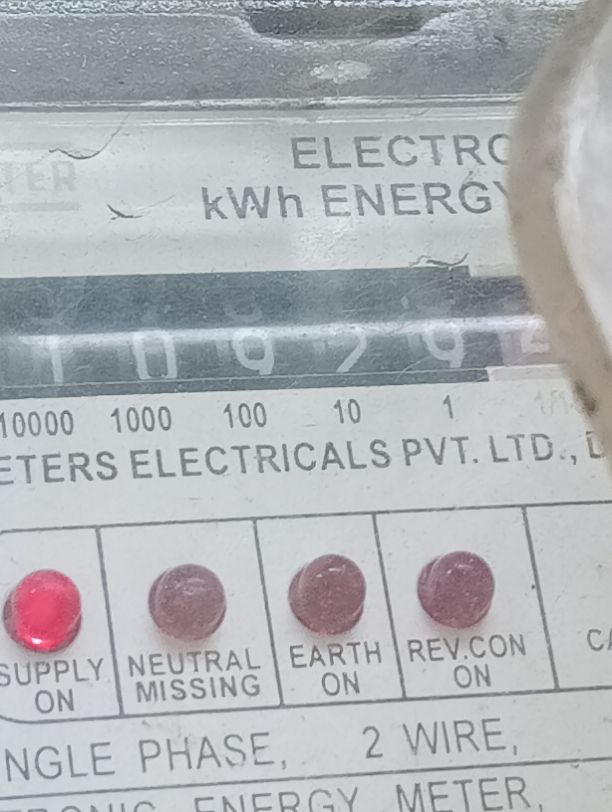 ELECTRO
kWh ENERGY
10000 1000 100 10 1
ETERS ELECTRICALS PVT. LTD.,
SUPPLY ON
NEUTRAL MISSING
EARTH ON
REV.CON ON
NGLE PHASE, 2 WIRE,
ENERGY METER